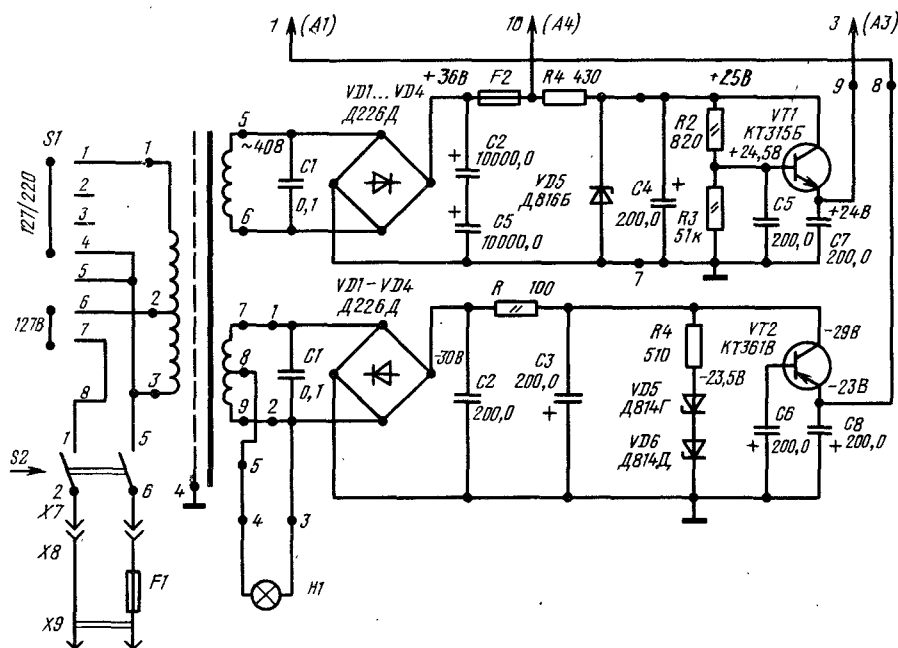 1 (A1)
10 (A4)
3 (A3)
+36В
F2
R4 430
+25В
9
8
VD1...VD4
Д226Д
5
~40В
C1
0,1
6
C2
10000,0
+
C5
10000,0
+
VD5
Д816Б
C4
200,0
+
R2
820
+24,5В
R3
51к
VT1
КТ315Б
C5
200,0
+24В
C7
200,0
7
S1
127/220
1
2
3
4
5
6
7
8
127В
1
2
3
4
S2
1
5
2
6
X7
X8
F1
X9
7
1
8
9
2
C1
0,1
5
4
3
H1
VD1-VD4
Д226Д
-30В
R 100
C2
200,0
C3
200,0
+
R4
510
-23,5В
VD5
Д814Г
VD6
Д814Д
VT2
КТ361В
-29В
-23В
C6
+ 200,0
C8
+ 200,0